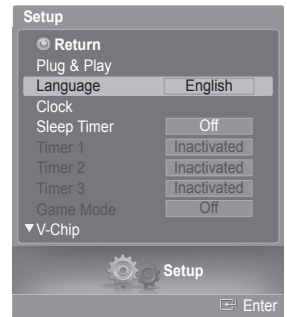 Setup
Return
Plug & Play
Language English
Clock
Sleep Timer Off
Timer 1 Inactivated
Timer 2 Inactivated
Timer 3 Inactivated
Game Mode Off
▼V-Chip
Setup
Enter